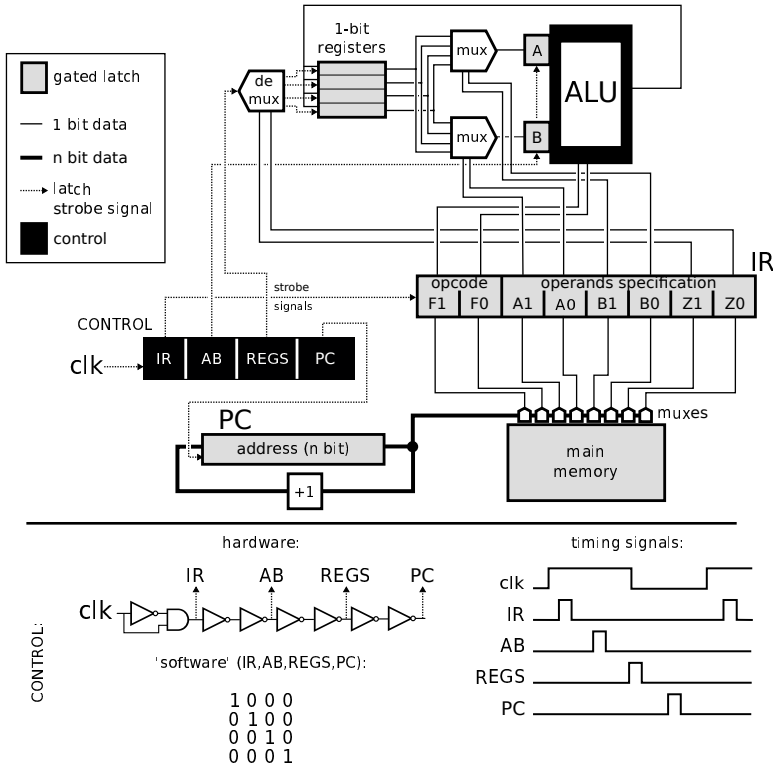 1-bit
registers
gated latch
1 bit data
n bit data
latch
strobe signal
control
de
mux
mux
mux
A
B
ALU
IR
opcode
operands specification
F1 F0 A1 A0 B1 B0 Z1 Z0
strobe
signals
CONTROL
clk
IR AB REGS PC
PC
address (n bit)
+1
muxes
main
memory
CONTROL:
hardware:
IR AB REGS PC
clk
'software' (IR,AB,REGS,PC):
1 0 0 0
0 1 0 0
0 0 1 0
0 0 0 1
timing signals:
clk
IR
AB
REGS
PC